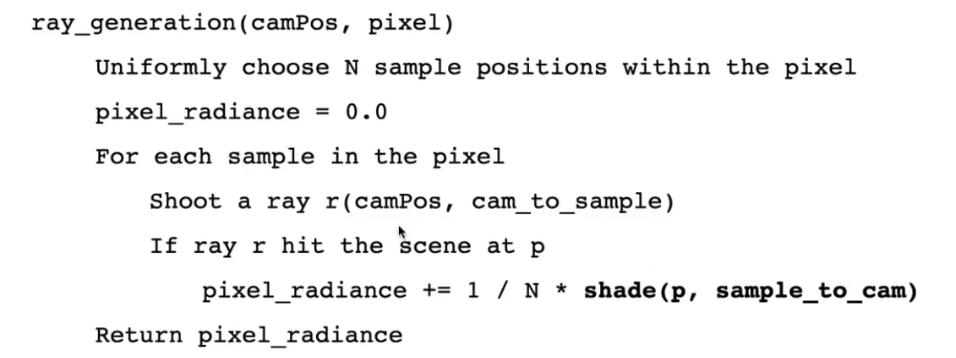 ray_generation(camPos, pixel)
Uniformly choose N sample positions within the pixel
pixel_radiance = 0.0
For each sample in the pixel
Shoot a ray r(camPos, cam_to_sample)
If ray r hit the scene at p
pixel_radiance += 1 / N * shade(p, sample_to_cam)
Return pixel_radiance